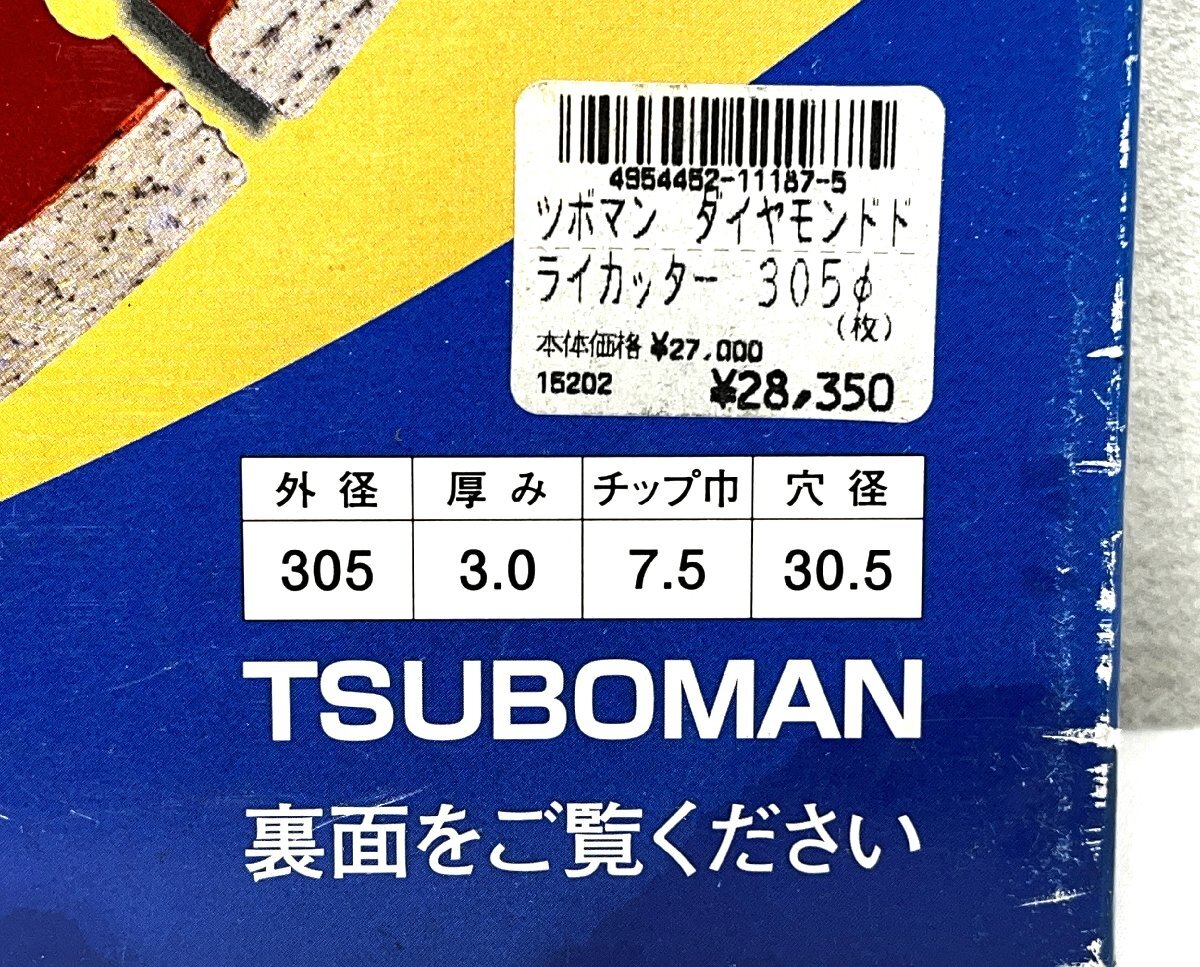 4954452-11187-5
ツボマン ダイヤモンドド
ライカッター 305φ
(枚)
本体価格 ¥27,000
15202 ¥28,350
外径 厚み チップ巾 穴径
305 3.0 7.5 30.5
TSUBOMAN
裏面をご覧ください